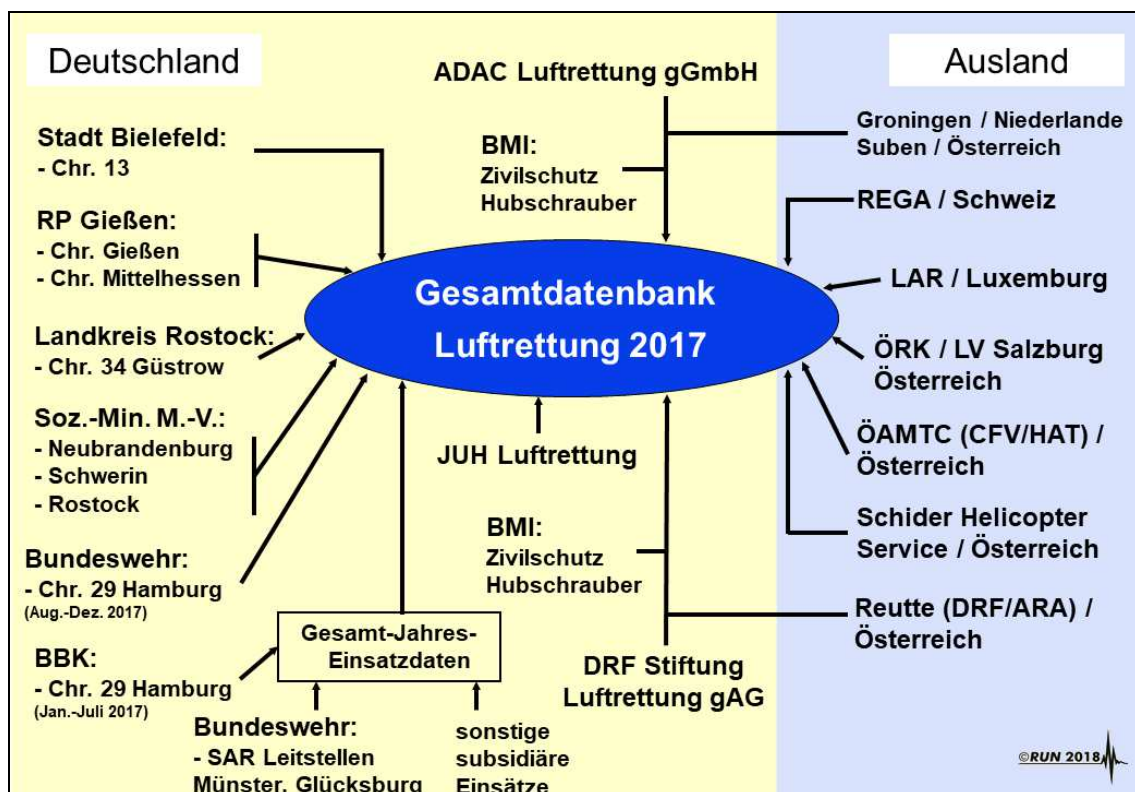 Deutschland
Ausland
ADAC Luftrettung gGmbH
Stadt Bielefeld:
- Chr. 13
BMI:
Zivilschutz
Hubschrauber
Groningen / Niederlande
Suben / Österreich
RP Gießen:
- Chr. Gießen
- Chr. Mittelhessen
REGA / Schweiz
Gesamtdatenbank
Luftrettung 2017
LAR / Luxemburg
Landkreis Rostock:
- Chr. 34 Güstrow
ÖRK / LV Salzburg
Österreich
Soz.-Min. M.-V.:
- Neubrandenburg
- Schwerin
- Rostock
JUH Luftrettung
ÖAMTC (CFV/HAT) /
Österreich
Bundeswehr:
- Chr. 29 Hamburg
(Aug.-Dez. 2017)
BMI:
Zivilschutz
Hubschrauber
Schider Helicopter
Service / Österreich
Gesamt-Jahres-
Einsatzdaten
Reutte (DRF/ARA) /
Österreich
BBK:
- Chr. 29 Hamburg
(Jan.-Juli 2017)
DRF Stiftung
Luftrettung gAG
Bundeswehr:
- SAR Leitstellen
Münster, Glücksburg
sonstige
subsidiäre
Einsätze
©RUN 2018